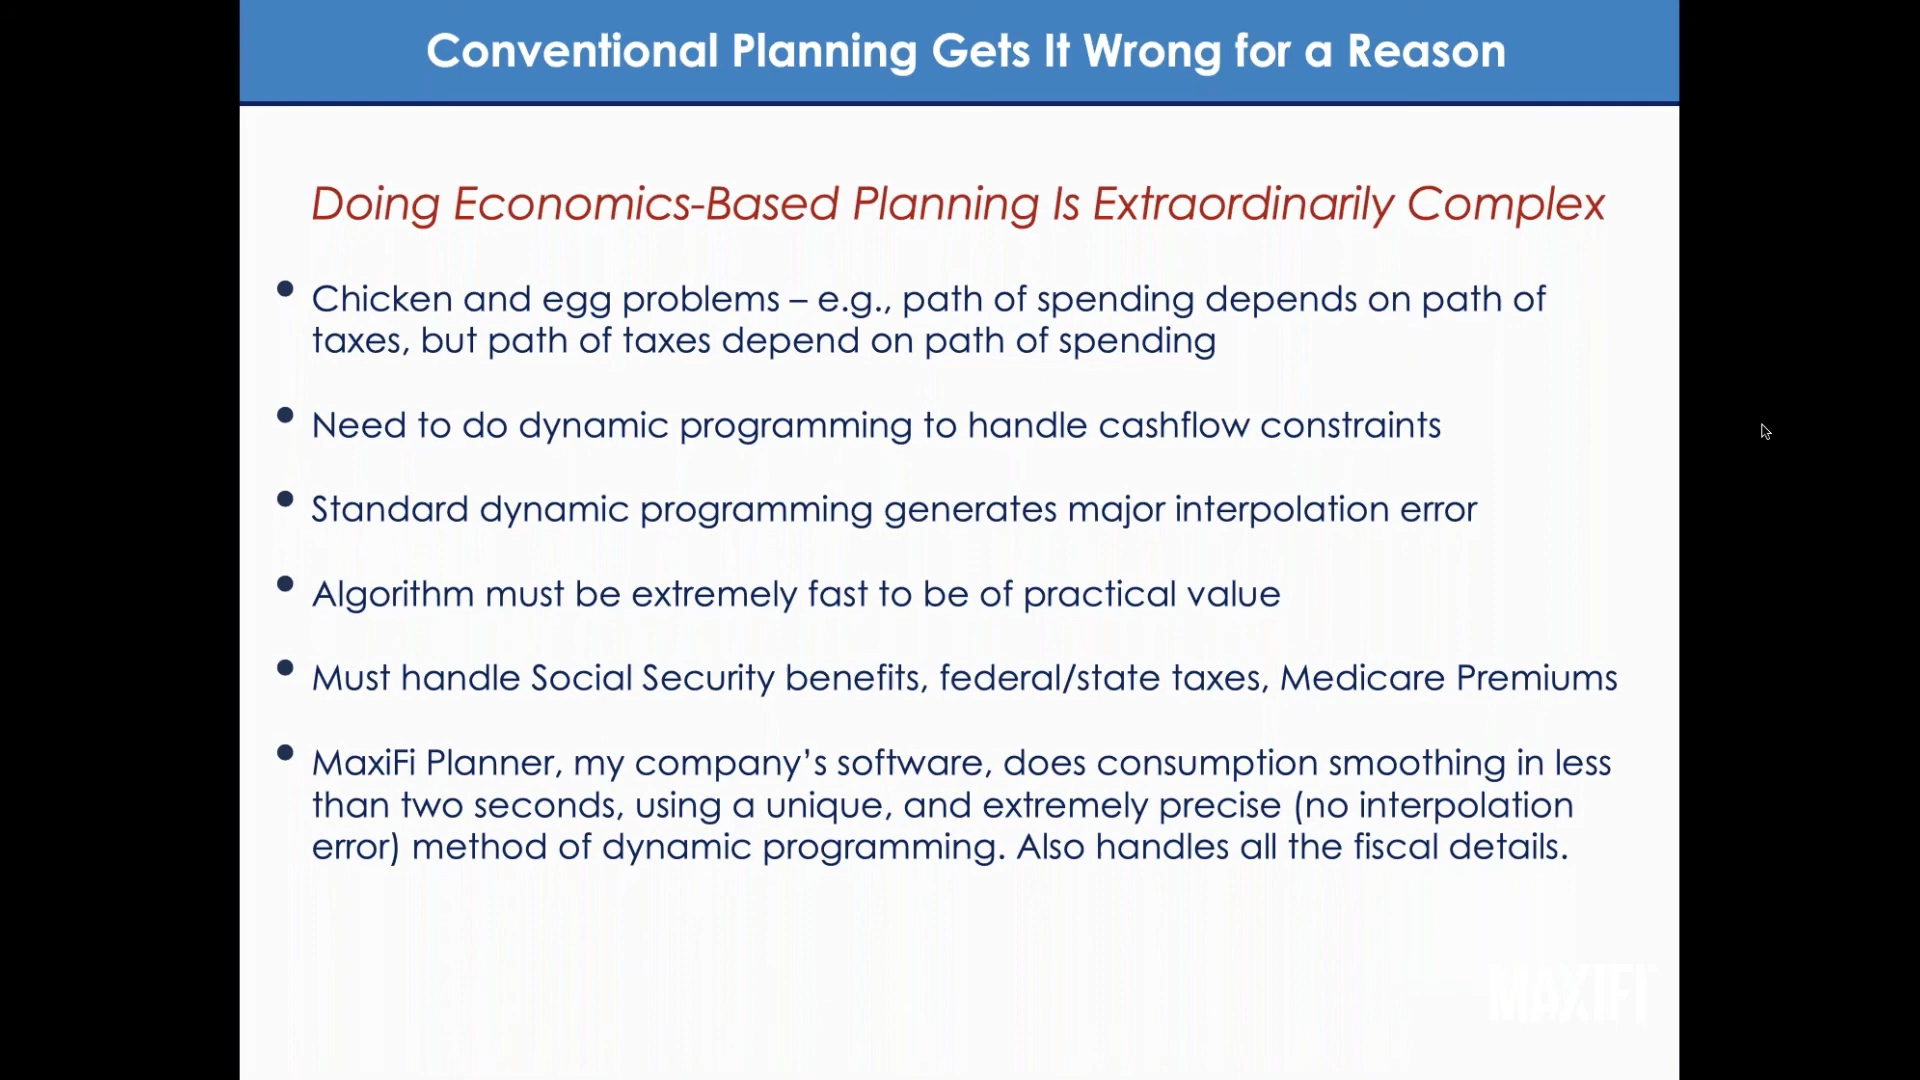 Conventional Planning Gets It Wrong for a Reason
Doing Economics-Based Planning Is Extraordinarily Complex
• Chicken and egg problems – e.g., path of spending depends on path of
taxes, but path of taxes depend on path of spending
• Need to do dynamic programming to handle cashflow constraints
• Standard dynamic programming generates major interpolation error
• Algorithm must be extremely fast to be of practical value
• Must handle Social Security benefits, federal/state taxes, Medicare Premiums
• MaxiFi Planner, my company’s software, does consumption smoothing in less
than two seconds, using a unique, and extremely precise (no interpolation
error) method of dynamic programming. Also handles all the fiscal details.
MAXIFI